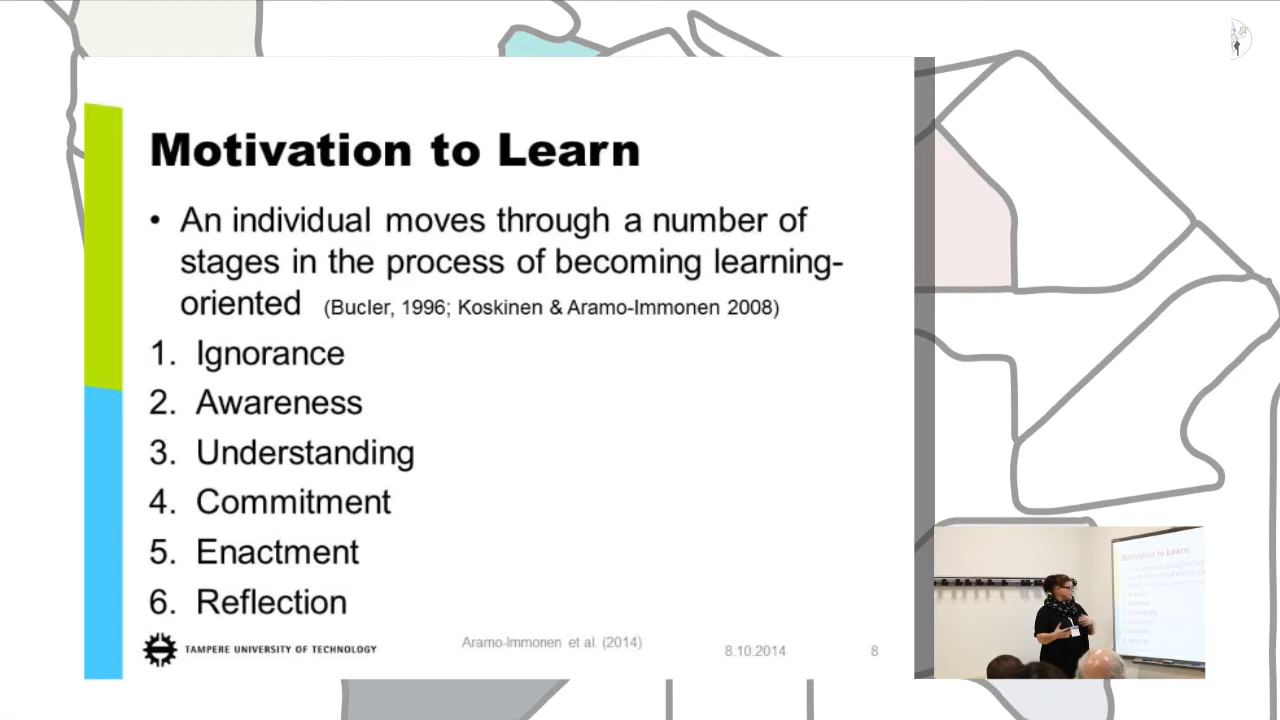 Motivation to Learn
• An individual moves through a number of
stages in the process of becoming learning-
oriented (Bucler, 1996; Koskinen & Aramo-Immonen 2008)
1. Ignorance
2. Awareness
3. Understanding
4. Commitment
5. Enactment
6. Reflection
TAMPERE UNIVERSITY OF TECHNOLOGY
Aramo-Immonen et al. (2014)
8.10.2014
8
Motivation to Learn